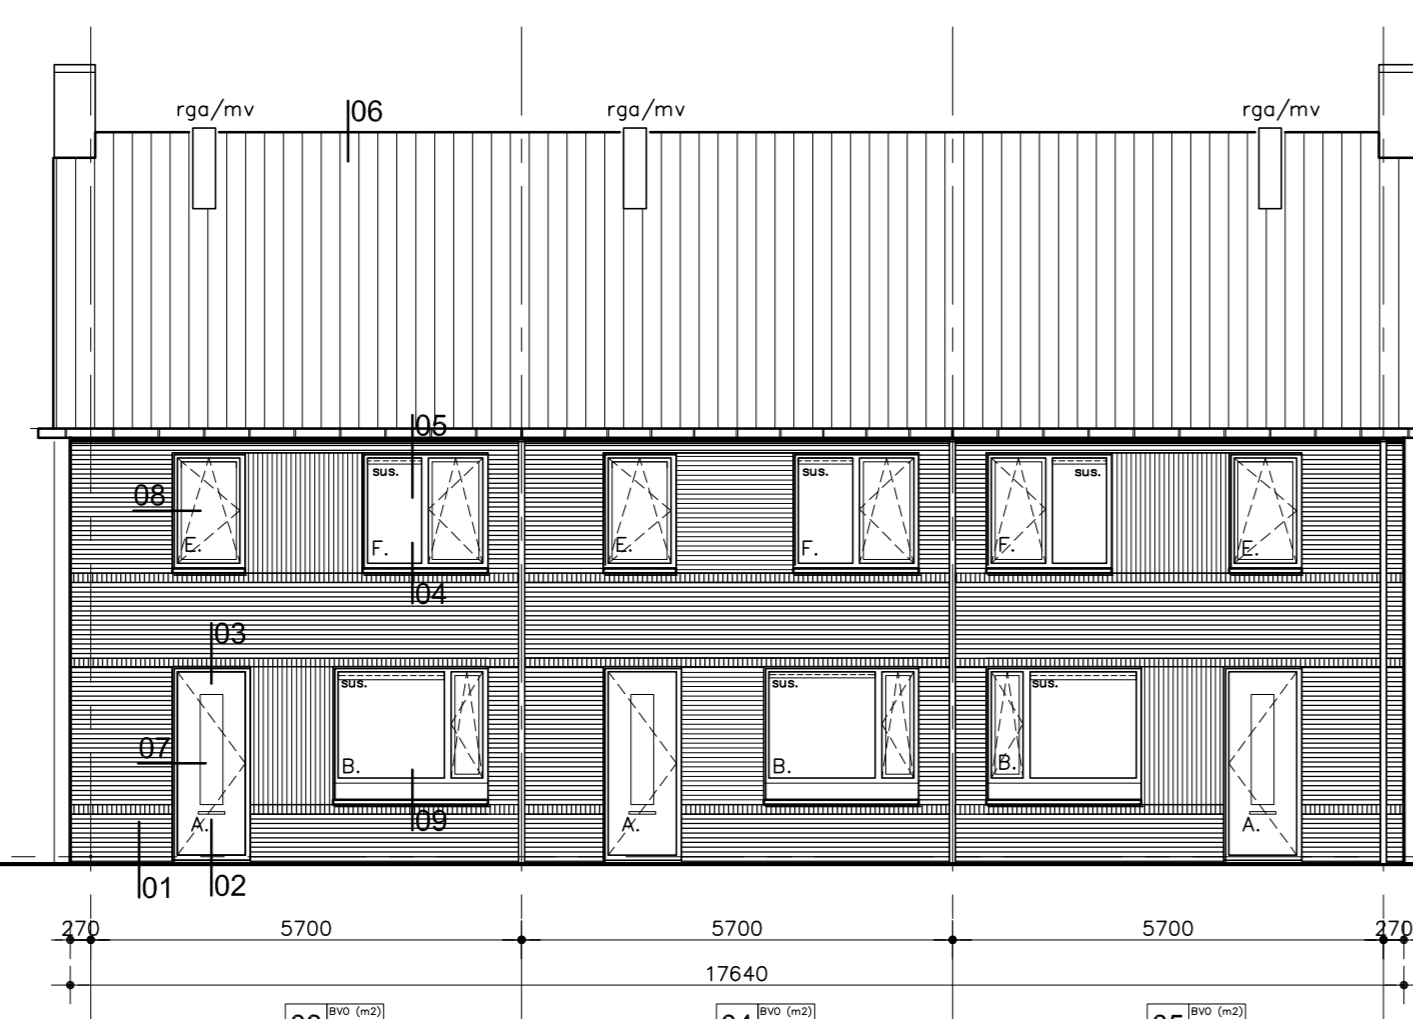 rga/mv
rga/mv
rga/mv
06
05
sus.
sus.
sus.
08
E.
F.
E.
F.
F.
E.
04
03
sus.
sus.
sus.
07
B.
B.
B.
A.
09
A.
A.
01
02
270
5700
5700
5700
270
17640
BVO (m2)
BVO (m2)
BVO (m2)